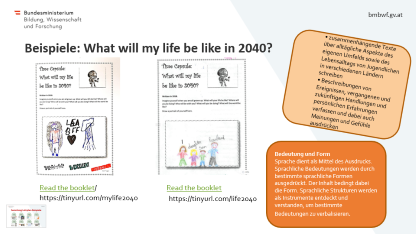 Bundesministerium
Bildung, Wissenschaft
und Forschung
bmbwf.gv.at
Beispiele: What will my life be like in 2040?
Time Capsule:
What will my life
be like in 2040?
Time Capsule:
What will my life
be like in 2040?
• zusammenhängende Texte
über alltägliche Aspekte des
eigenen Umfelds sowie des
Lebensalltags von Jugendlichen
in verschiedenen Ländern
schreiben
• Beschreibungen von
Ereignissen, vergangenen und
zukünftigen Handlungen und
persönlichen Erfahrungen
verfassen und dabei auch
Meinungen und Gefühle
ausdrücken
Bedeutung und Form
Sprache dient als Mittel des Ausdrucks.
Sprachliche Bedeutungen werden durch
bestimmte sprachliche Formen
ausgedrückt. Der Inhalt bedingt dabei
die Form. Sprachliche Strukturen werden
als Instrumente entdeckt und
verstanden, um bestimmte
Bedeutungen zu verbalisieren.
Read the booklet/
https://tinyurl.com/mylife2040
Read the booklet
https://tinyurl.com/life2040